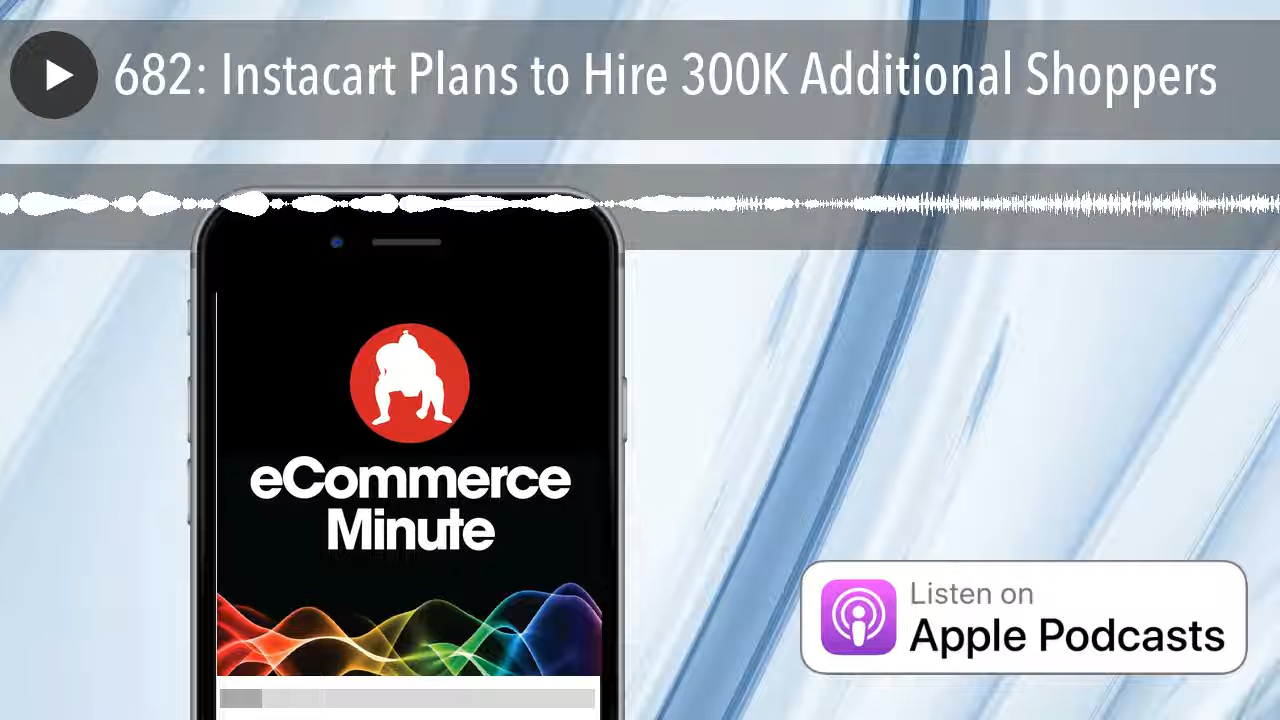 682: Instacart Plans to Hire 300K Additional Shoppers
eCommerce
Minute
Listen on
Apple Podcasts